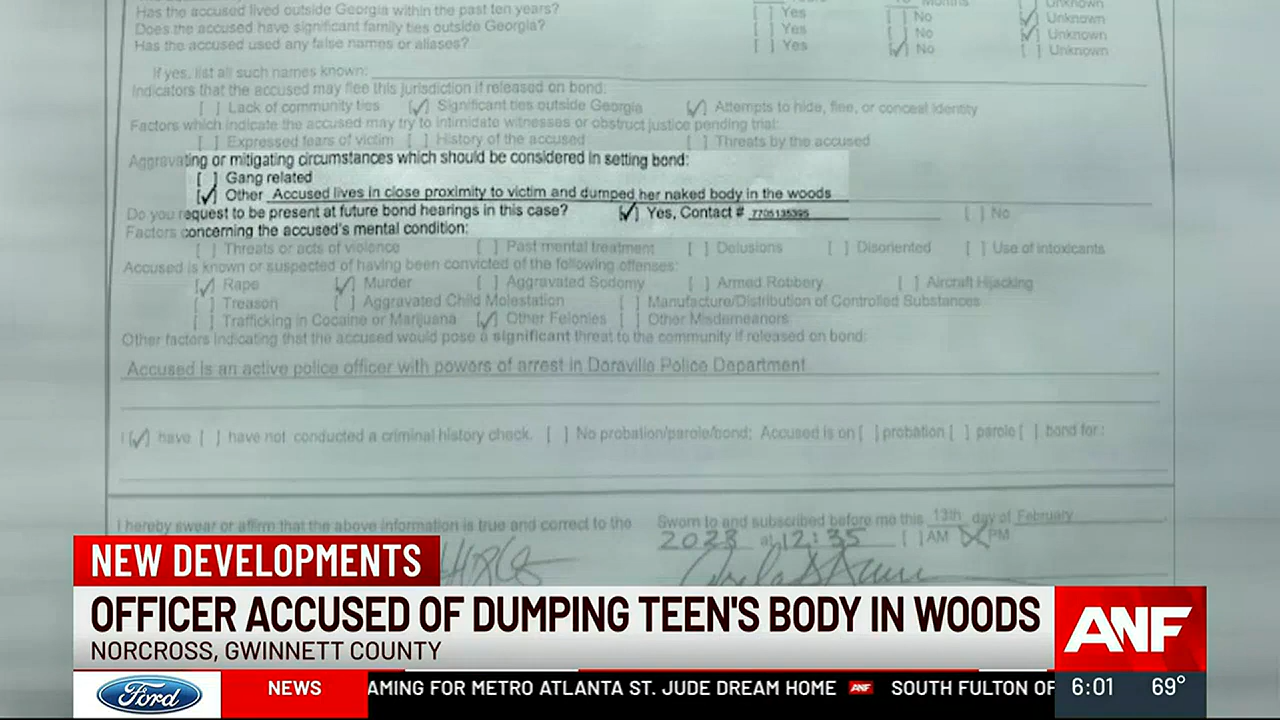 Has the accused lived outside Georgia within the past ten years? [ ] Yes [ ] No [✓] Unknown
Does the accused have significant family ties outside Georgia? [ ] Yes [ ] No [✓] Unknown
Has the accused used any false names or aliases? [ ] Yes [✓] No [ ] Unknown
If yes, list all such names known:
Indicators that the accused may flee this jurisdiction if released on bond:
[ ] Lack of community ties [✓] Significant ties outside Georgia [✓] Attempts to hide, flee, or conceal identity
Factors which indicate the accused may try to intimidate witnesses or obstruct justice pending trial:
[ ] Expressed fears of victim [ ] History of the accused [ ] Threats by the accused
Aggravating or mitigating circumstances which should be considered in setting bond:
[ ] Gang related
[✓] Other Accused lives in close proximity to victim and dumped her naked body in the woods
Do you request to be present at future bond hearings in this case? [✓] Yes, Contact # [ ] No
Factors concerning the accused's mental condition:
[ ] Threats or acts of violence [ ] Past mental treatment [ ] Delusions [ ] Disoriented [ ] Use of intoxicants
Accused is known or suspected of having been convicted of the following offenses:
[✓] Rape [✓] Murder [ ] Aggravated Sodomy [ ] Armed Robbery [ ] Aircraft Hijacking
[ ] Treason [ ] Aggravated Child Molestation [ ] Manufacture/Distribution of Controlled Substances
[ ] Trafficking in Cocaine or Marijuana [✓] Other Felonies [ ] Other Misdemeanors
Other factors indicating that the accused would pose a significant threat to the community if released on bond:
Accused is an active police officer with powers of arrest in Doraville Police Department
I [✓] have [ ] have not conducted a criminal history check. [ ] No probation/parole/bond; Accused is on [ ] probation [ ] parole [ ] bond for:
I hereby swear or affirm that the above information is true and correct to the
Sworn to and subscribed before me this 13th day of February
2023 at 12:35 [ ] AM [X] PM
NEW DEVELOPMENTS
OFFICER ACCUSED OF DUMPING TEEN'S BODY IN WOODS
NORCROSS, GWINNETT COUNTY
ANF
Ford NEWS AMING FOR METRO ATLANTA ST. JUDE DREAM HOME ANF SOUTH FULTON OF 6:01 69°